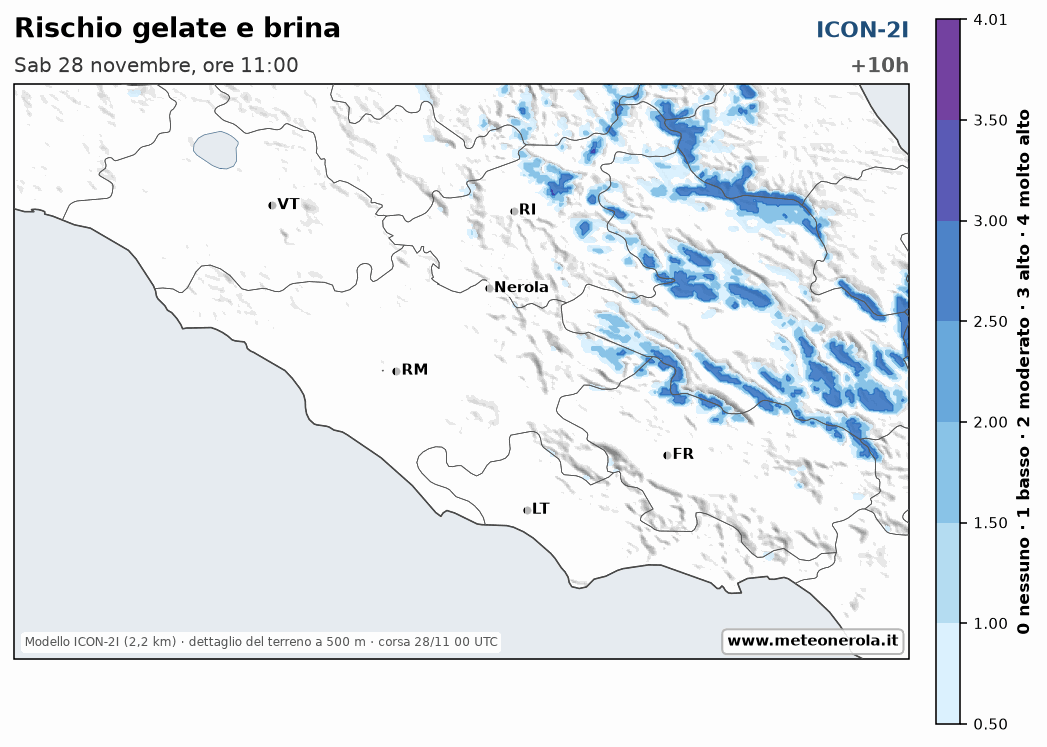 Rischio gelate e brina
ICON-2I
Sab 28 novembre, ore 11:00
+10h
VT
RI
Nerola
RM
FR
LT
Modello ICON-2I (2,2 km) · dettaglio del terreno a 500 m · corsa 28/11 00 UTC
www.meteonerola.it
4.01
3.50
3.00
2.50
2.00
1.50
1.00
0.50
0 nessuno · 1 basso · 2 moderato · 3 alto · 4 molto alto